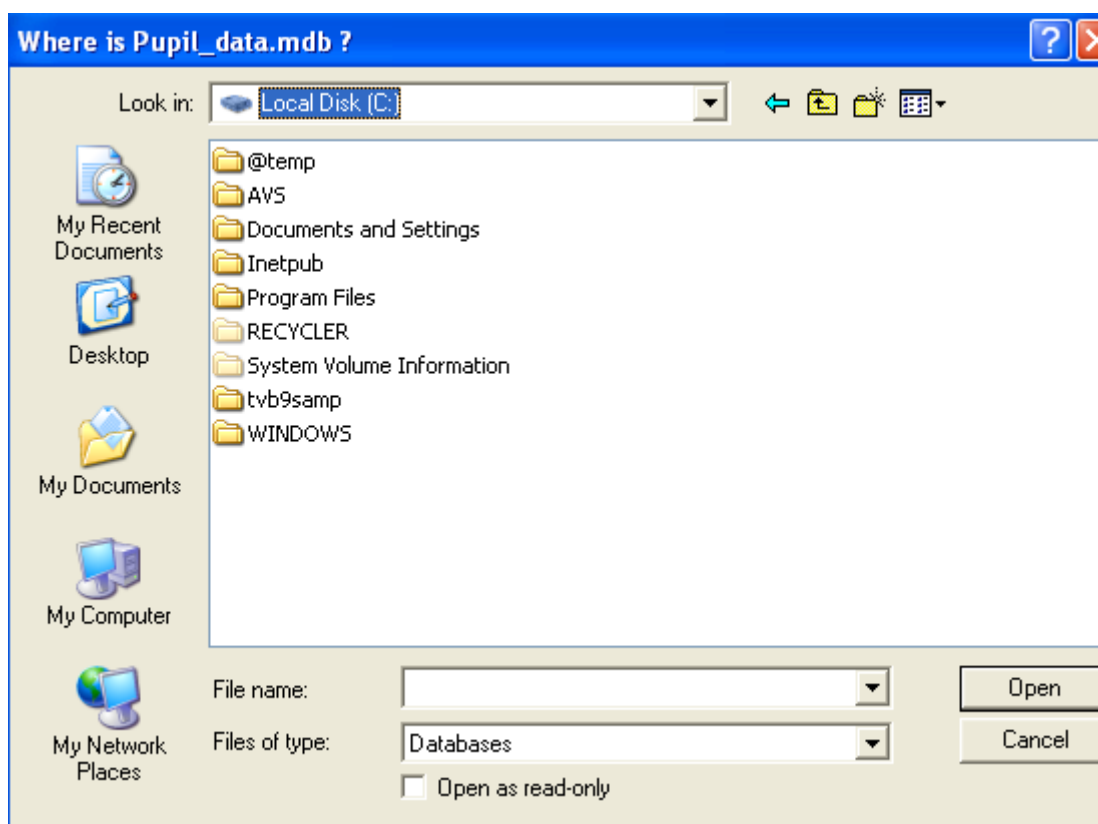 Where is Pupil_data.mdb ?
Look in: Local Disk (C:)
My Recent
Documents
Desktop
My Documents
My Computer
My Network
Places
@temp
AVS
Documents and Settings
Inetpub
Program Files
RECYCLER
System Volume Information
tvb9samp
WINDOWS
File name:
Open
Files of type: Databases
Cancel
Open as read-only